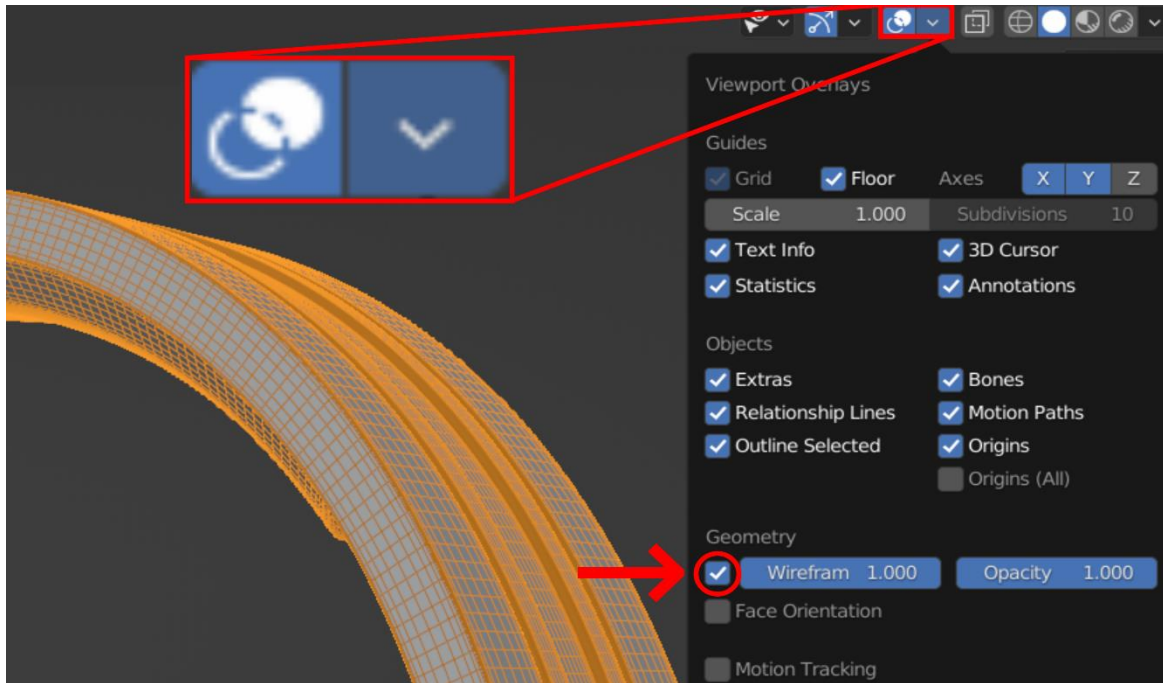 Viewport Overlays
Guides
Grid Floor Axes X Y Z
Scale 1.000 Subdivisions 10
Text Info 3D Cursor
Statistics Annotations
Objects
Extras Bones
Relationship Lines Motion Paths
Outline Selected Origins
Origins (All)
Geometry
Wirefram 1.000 Opacity 1.000
Face Orientation
Motion Tracking